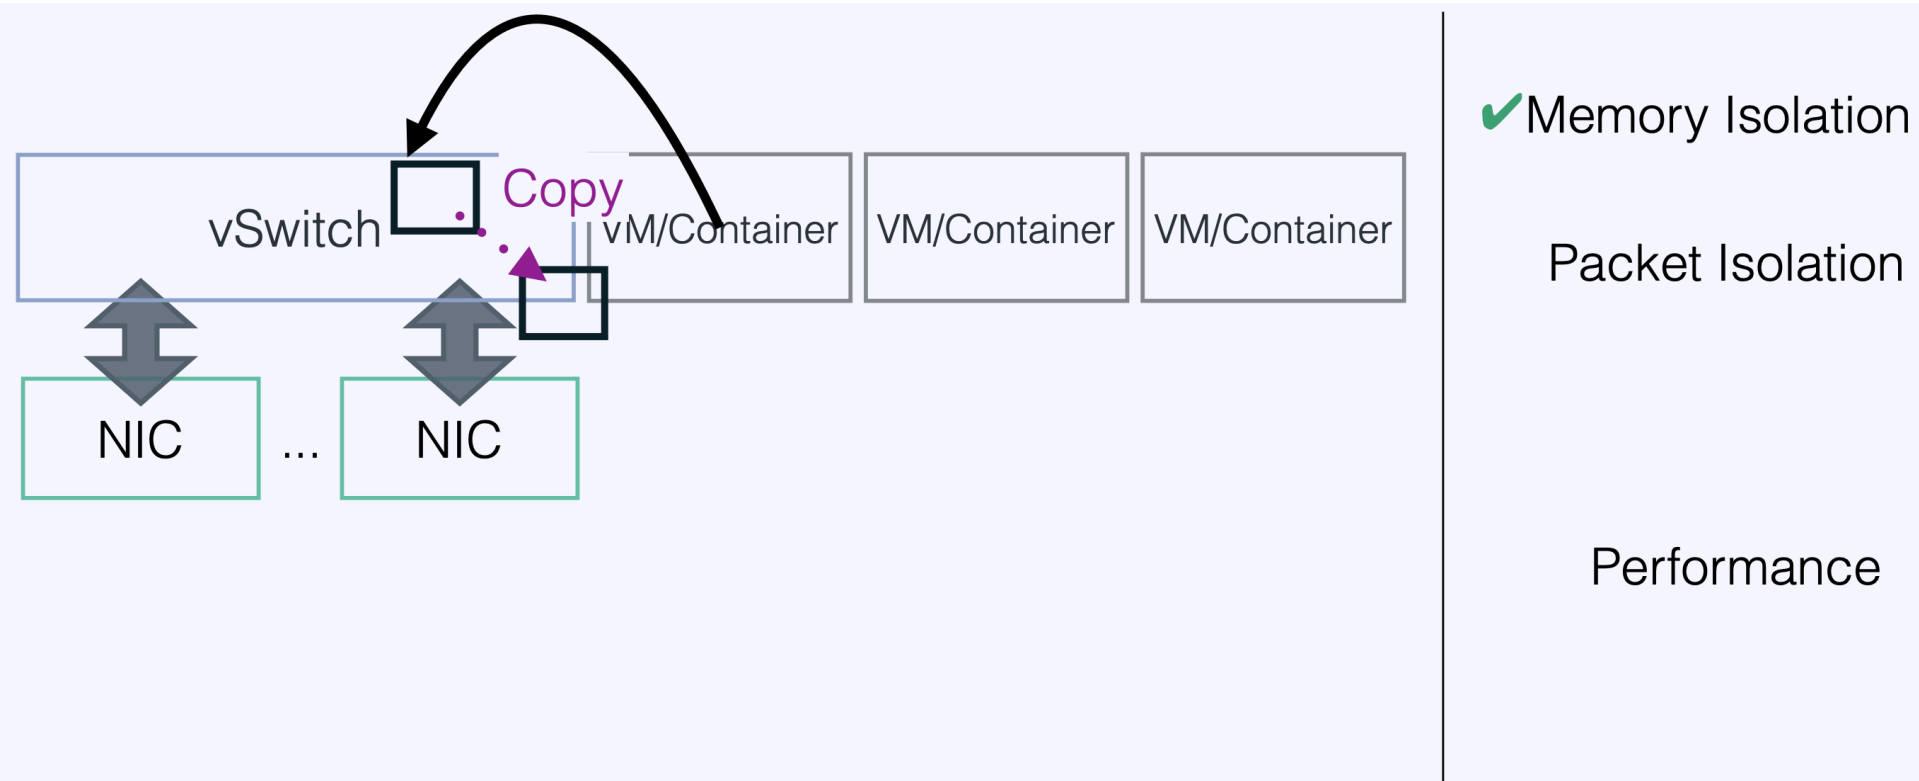 ✔Memory Isolation
Copy
vSwitch
VM/Container
VM/Container
VM/Container
Packet Isolation
NIC
...
NIC
Performance